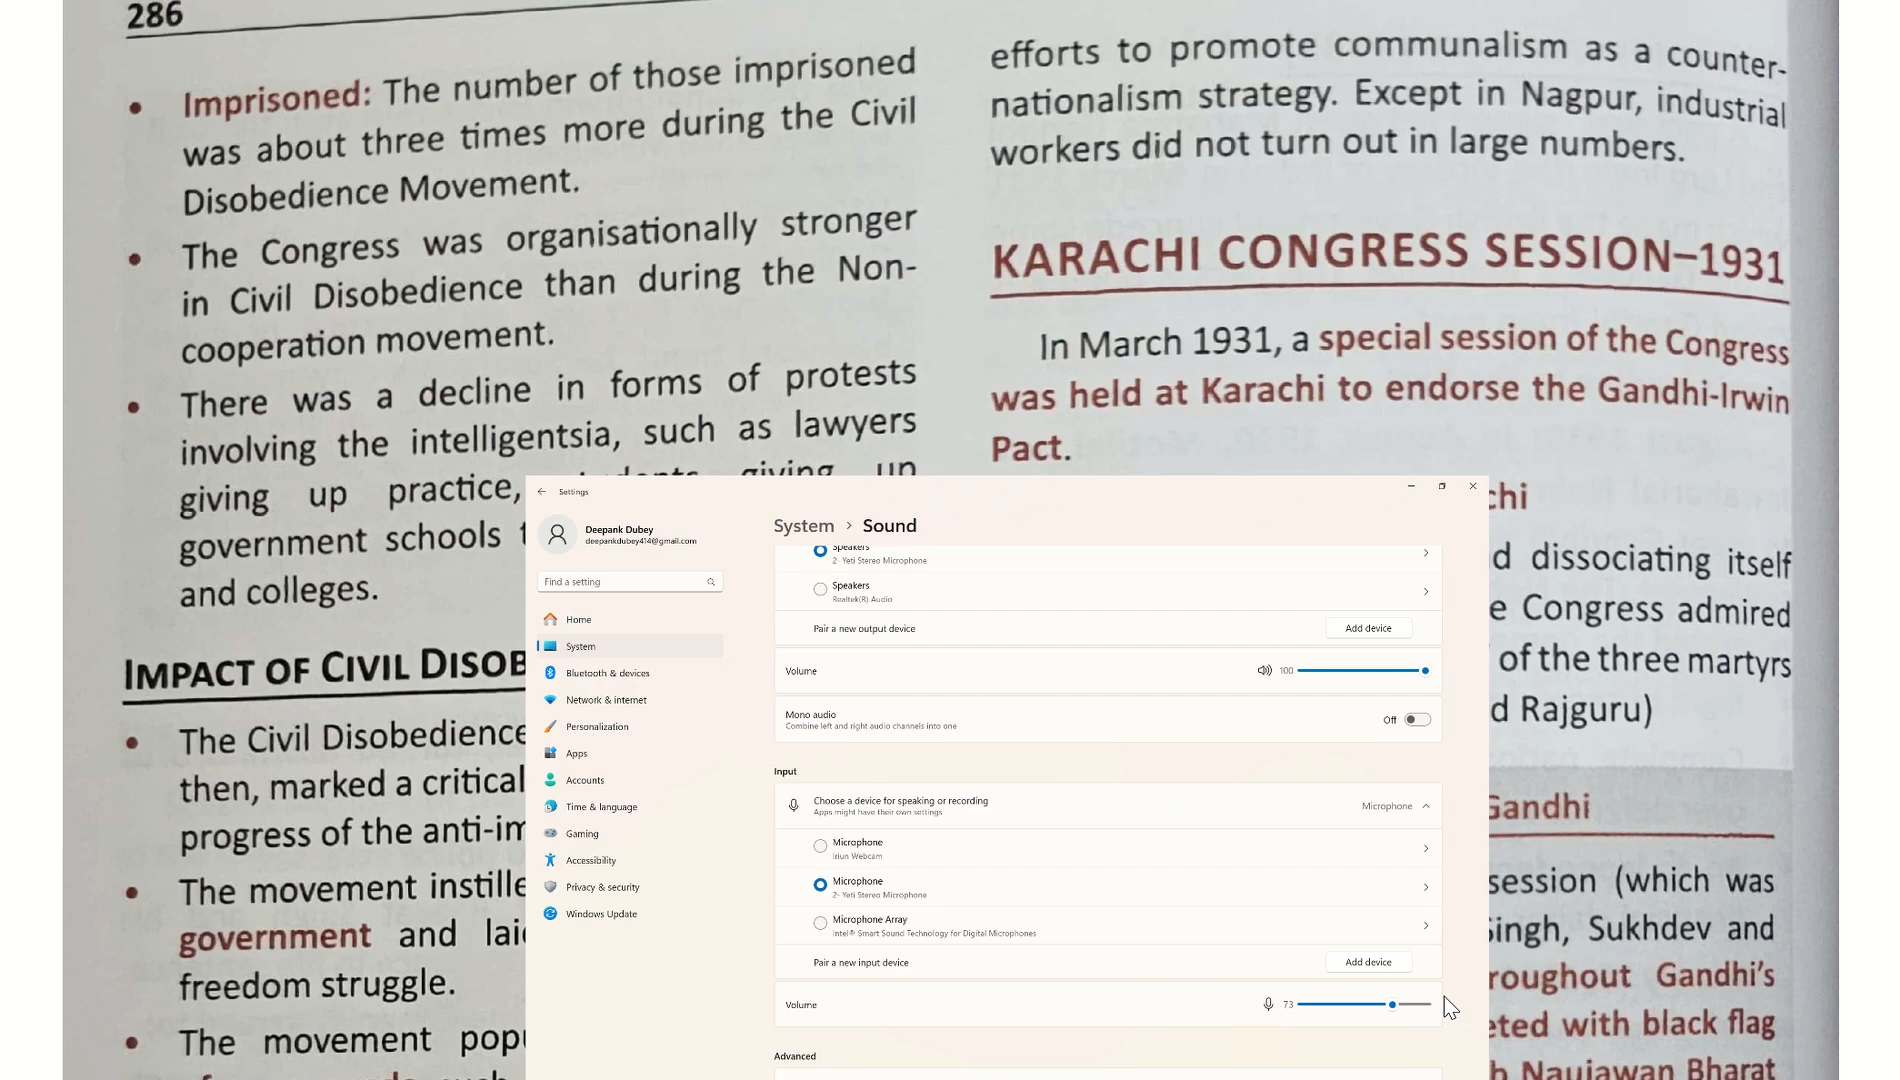 286
• Imprisoned: The number of those imprisoned
was about three times more during the Civil
Disobedience Movement.
• The Congress was organisationally stronger
in Civil Disobedience than during the Non-
cooperation movement.
• There was a decline in forms of protests
involving the intelligentsia, such as lawyers
giving up practice, students giving up
government schools
and colleges.
IMPACT OF CIVIL DISOB
• The Civil Disobedience
then, marked a critical
progress of the anti-im
• The movement instille
government and laid
freedom struggle.
• The movement popu
efforts to promote communalism as a counter-
nationalism strategy. Except in Nagpur, industrial
workers did not turn out in large numbers.
KARACHI CONGRESS SESSION–1931
In March 1931, a special session of the Congress
was held at Karachi to endorse the Gandhi-Irwin
Pact.
chi
d dissociating itself
e Congress admired
of the three martyrs
d Rajguru)
Gandhi
session (which was
Singh, Sukhdev and
roughout Gandhi's
eted with black flag
h Naujawan Bharat
Settings
Deepank Dubey
deepankdubey414@gmail.com
Find a setting
Home
System
Bluetooth & devices
Network & internet
Personalization
Apps
Accounts
Time & language
Gaming
Accessibility
Privacy & security
Windows Update
System > Sound
Speakers
2- Yeti Stereo Microphone
Speakers
Realtek(R) Audio
Pair a new output device
Add device
Volume
100
Mono audio
Off
Combine left and right audio channels into one
Input
Choose a device for speaking or recording
Microphone
Apps might have their own settings
Microphone
Iriun Webcam
Microphone
2- Yeti Stereo Microphone
Microphone Array
Intel® Smart Sound Technology for Digital Microphones
Pair a new input device
Add device
Volume
73
Advanced